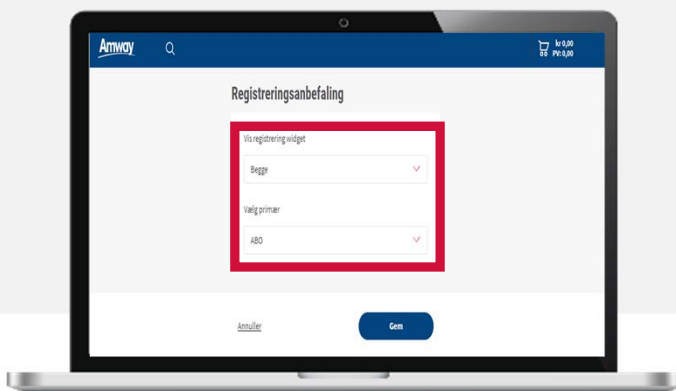 Amway
kr 0,00
PV: 0,00
Registreringsanbefaling
Vis registrering widget
Begge
Vælg primær
ABO
Annuller
Gem